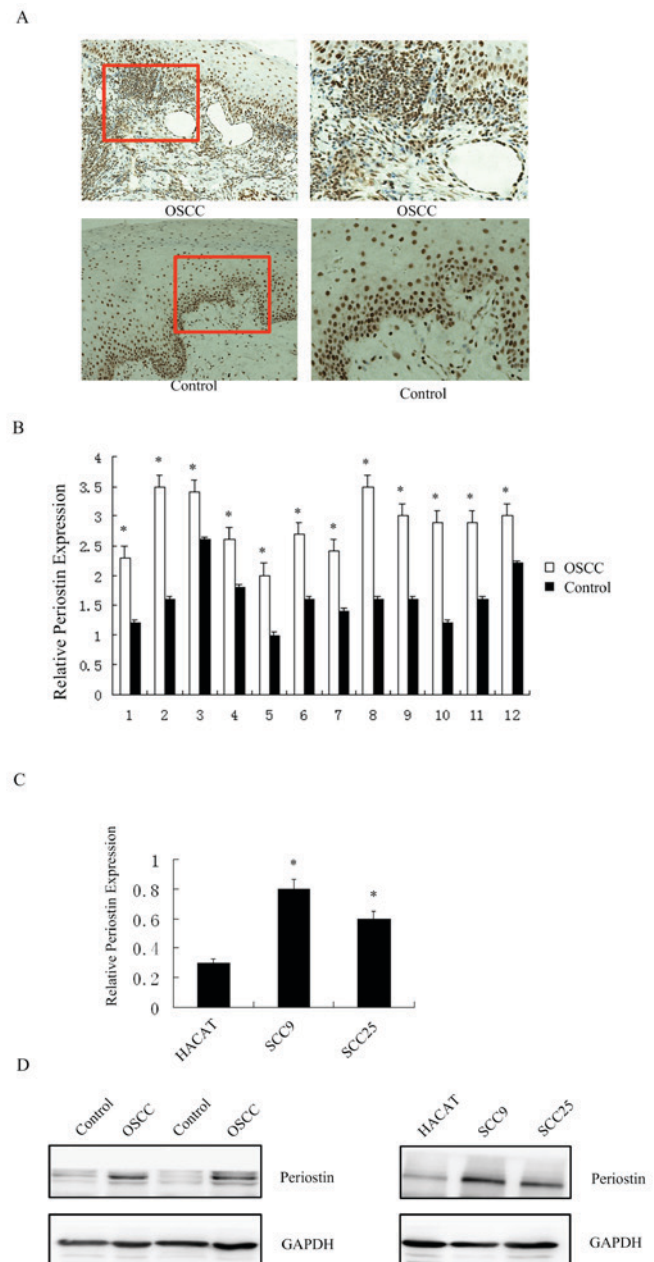 A
OSCC OSCC
Control Control
B
Relative Periostin Expression
4
3.5
3
2.5
2
1.5
1
0.5
0
* * * * * * * * * * * *
1 2 3 4 5 6 7 8 9 10 11 12
OSCC
Control
C
Relative Periostin Expression
1
0.8
0.6
0.4
0.2
0
* *
HACAT SCC9 SCC25
D
Control OSCC Control OSCC
Periostin
GAPDH
HACAT SCC9 SCC25
Periostin
GAPDH